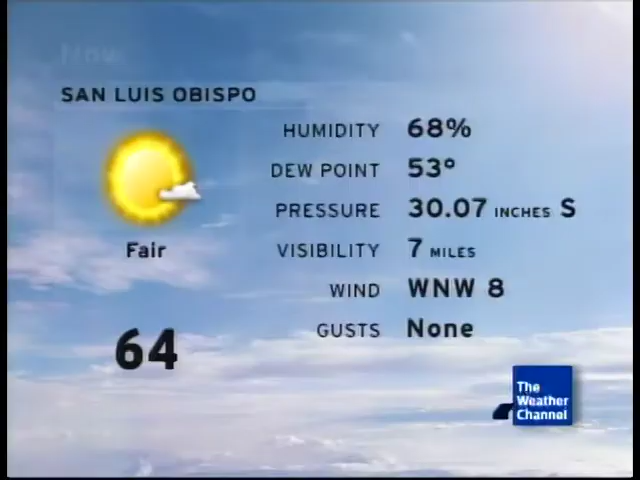 Now
SAN LUIS OBISPO
HUMIDITY 68%
DEW POINT 53°
PRESSURE 30.07 INCHES S
VISIBILITY 7 MILES
WIND WNW 8
GUSTS None
Fair
64
The
Weather
Channel